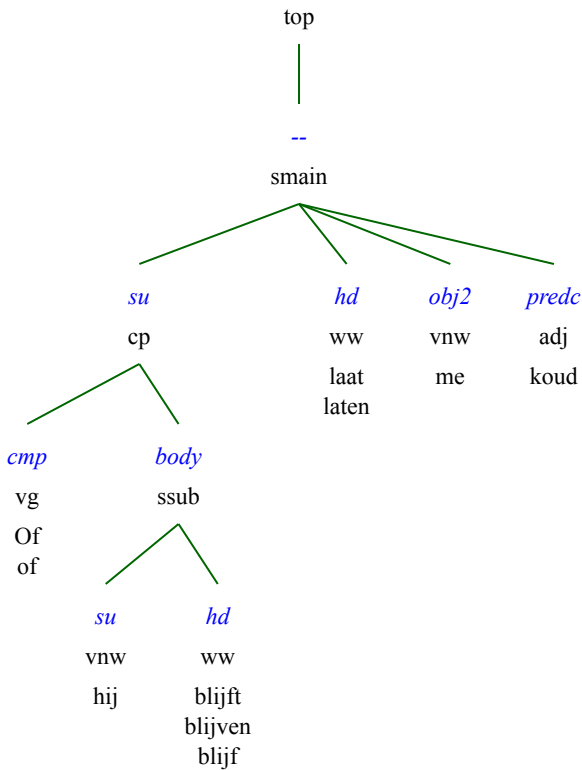 top
--
smain
su hd obj2 predc
cp ww vnw adj
laat me koud
laten
cmp body
vg ssub
Of
of
su hd
vnw ww
hij blijft
blijven
blijf